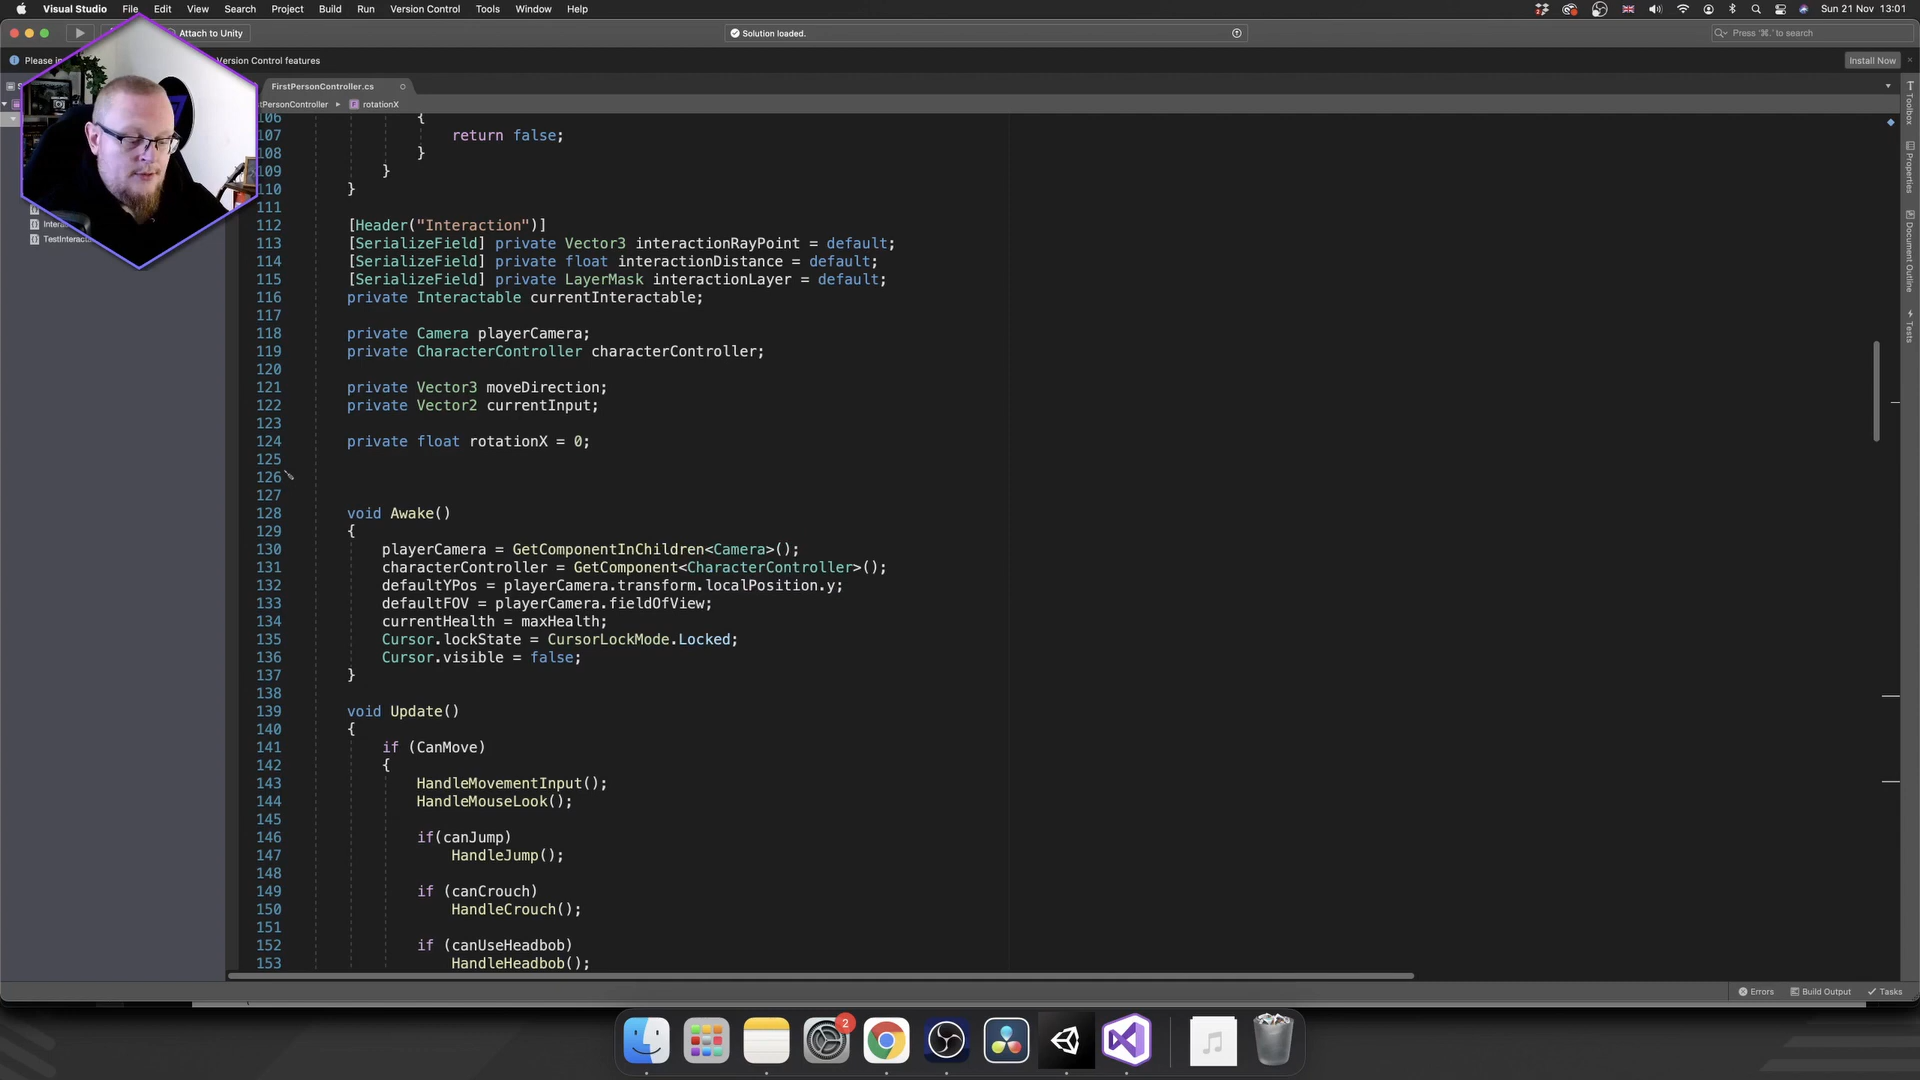 Visual Studio File Edit View Search Project Build Run Version Control Tools Window Help
Sun 21 Nov 13:01
Attach to Unity
Solution loaded.
Press '⌘.' to search
Version Control features
Install Now
FirstPersonController.cs
rotationX
106 {
107 return false;
108 }
109 }
110 }
111
112 [Header("Interaction")]
113 [SerializeField] private Vector3 interactionRayPoint = default;
114 [SerializeField] private float interactionDistance = default;
115 [SerializeField] private LayerMask interactionLayer = default;
116 private Interactable currentInteractable;
117
118 private Camera playerCamera;
119 private CharacterController characterController;
120
121 private Vector3 moveDirection;
122 private Vector2 currentInput;
123
124 private float rotationX = 0;
125
126
127
128 void Awake()
129 {
130 playerCamera = GetComponentInChildren<Camera>();
131 characterController = GetComponent<CharacterController>();
132 defaultYPos = playerCamera.transform.localPosition.y;
133 defaultFOV = playerCamera.fieldOfView;
134 currentHealth = maxHealth;
135 Cursor.lockState = CursorLockMode.Locked;
136 Cursor.visible = false;
137 }
138
139 void Update()
140 {
141 if (CanMove)
142 {
143 HandleMovementInput();
144 HandleMouseLook();
145
146 if(canJump)
147 HandleJump();
148
149 if (canCrouch)
150 HandleCrouch();
151
152 if (canUseHeadbob)
153 HandleHeadbob();
Toolbox
Properties
Document Outline
Tests
Errors Build Output Tasks
2